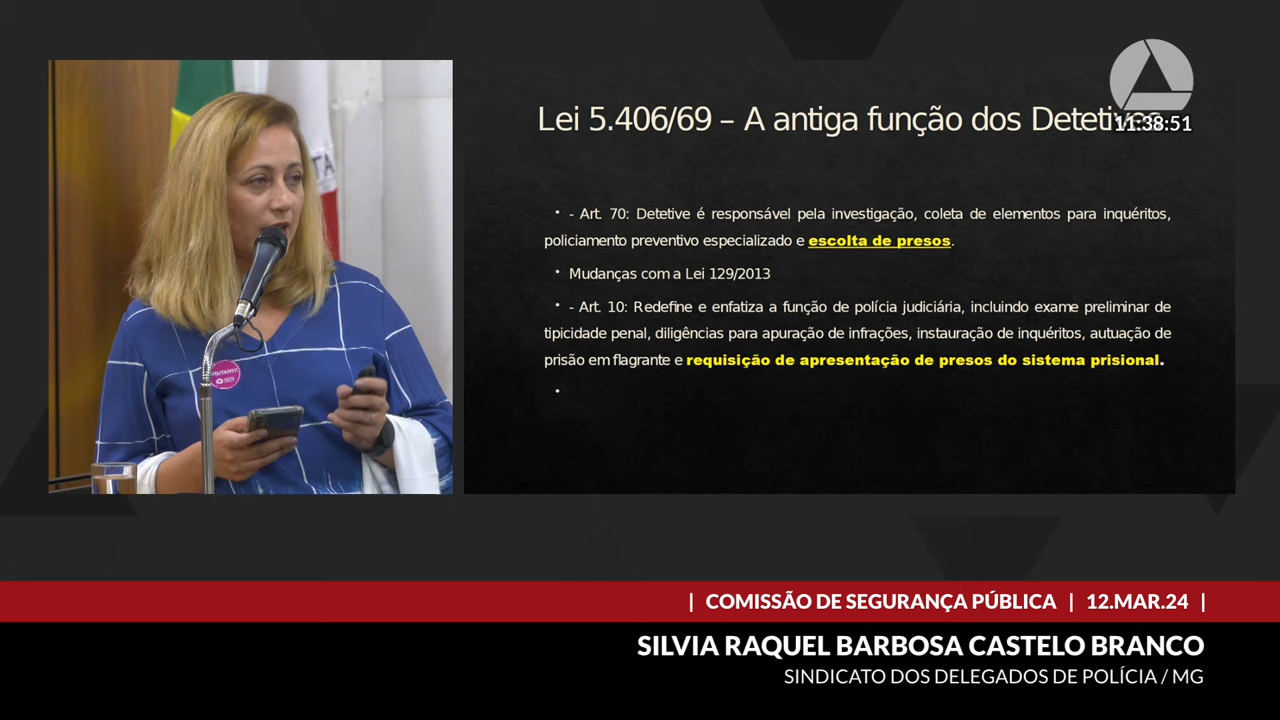 Lei 5.406/69 – A antiga função dos
11:38:51
• - Art. 70: Detetive é responsável pela investigação, coleta de elementos para inquéritos,
policiamento preventivo especializado e escolta de presos.
• Mudanças com a Lei 129/2013
• - Art. 10: Redefine e enfatiza a função de polícia judiciária, incluindo exame preliminar de
tipicidade penal, diligências para apuração de infrações, instauração de inquéritos, autuação de
prisão em flagrante e requisição de apresentação de presos do sistema prisional.
•
VISITANTE
| COMISSÃO DE SEGURANÇA PÚBLICA | 12.MAR.24 |
SILVIA RAQUEL BARBOSA CASTELO BRANCO
SINDICATO DOS DELEGADOS DE POLÍCIA / MG